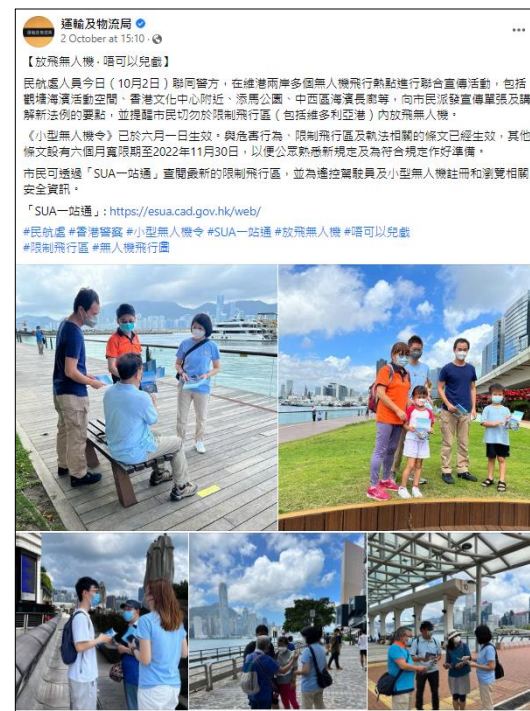 運輸及物流局
2 October at 15:10 ·
【放飛無人機 · 唔可以兒戲】
民航處人員今日（10月2日）聯同警方，在維港兩岸多個無人機飛行熱點進行聯合宣傳活動，包括
觀塘海濱活動空間、香港文化中心附近、添馬公園、中西區海濱長廊等，向市民派發宣傳單張及講
解新法例的要點，並提醒市民切勿於限制飛行區（包括維多利亞港）內放飛無人機。
《小型無人機令》已於六月一日生效。與危害行為、限制飛行區及執法相關的條文已經生效，其他
條文設有六個月寬限期至2022年11月30日，以便公眾熟悉新規定及為符合規定作好準備。
市民可透過「SUA一站通」查閱最新的限制飛行區，並為遙控駕駛員及小型無人機註冊和瀏覽相關
安全資訊。
「SUA一站通」: https://esua.cad.gov.hk/web/
#民航處 #香港警察 #小型無人機令 #SUA一站通 #放飛無人機 #唔可以兒戲
#限制飛行區 #無人機飛行圖